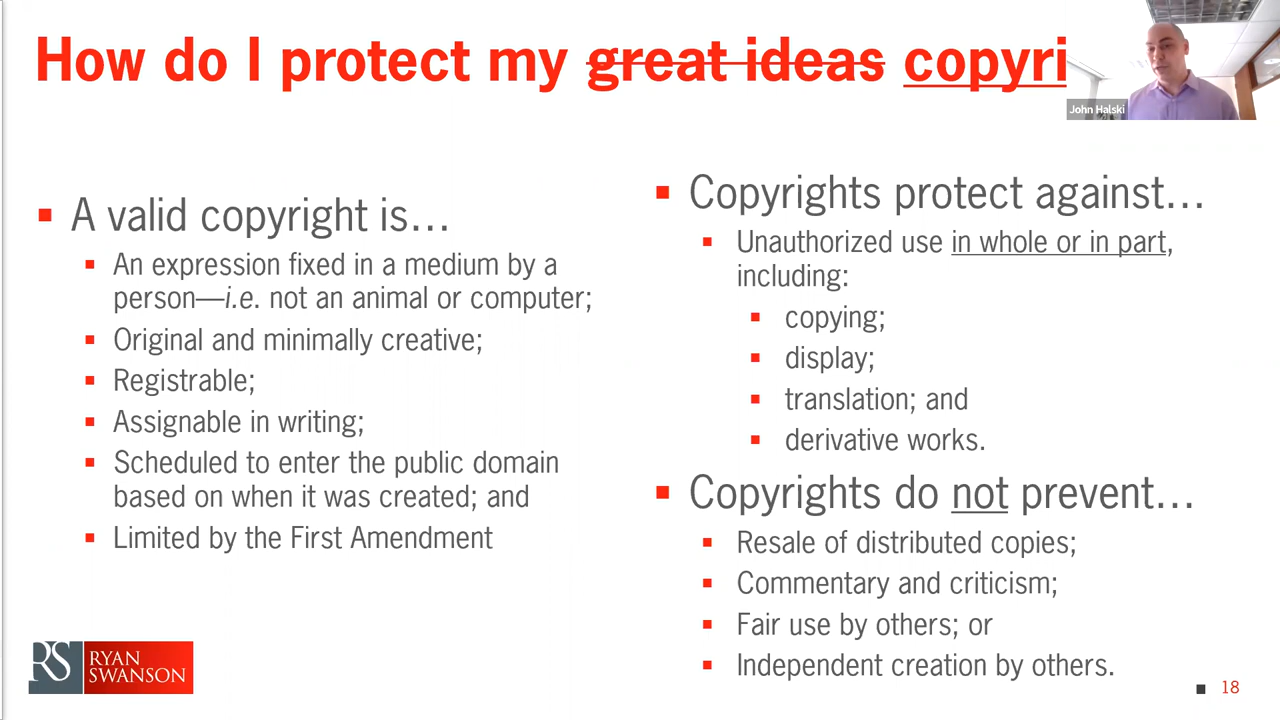 How do I protect my great ideas copyri
John Halski
A valid copyright is…
An expression fixed in a medium by a
person—i.e. not an animal or computer;
Original and minimally creative;
Registrable;
Assignable in writing;
Scheduled to enter the public domain
based on when it was created; and
Limited by the First Amendment
Copyrights protect against…
Unauthorized use in whole or in part,
including:
copying;
display;
translation; and
derivative works.
Copyrights do not prevent…
Resale of distributed copies;
Commentary and criticism;
Fair use by others; or
Independent creation by others.
RS RYAN
SWANSON
18